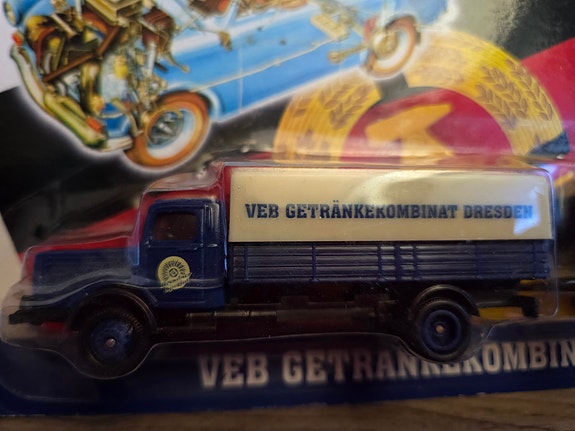 VEB GETRÄNKEKOMBINAT DRESDEN
VEB GETRÄNKEKOMBIN